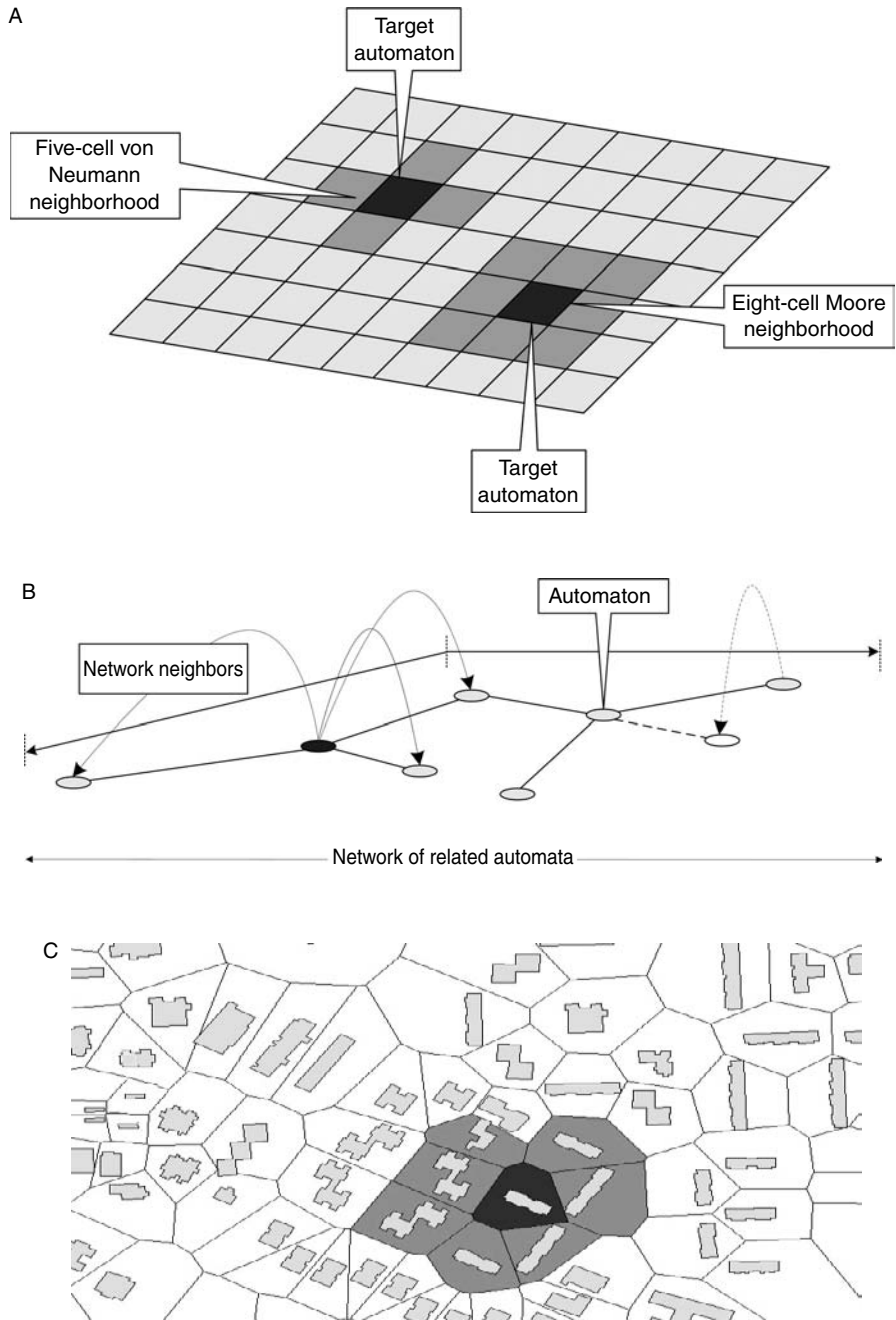 A
Target
automaton
Five-cell von
Neumann
neighborhood
Eight-cell Moore
neighborhood
Target
automaton
B
Automaton
Network neighbors
Network of related automata
C